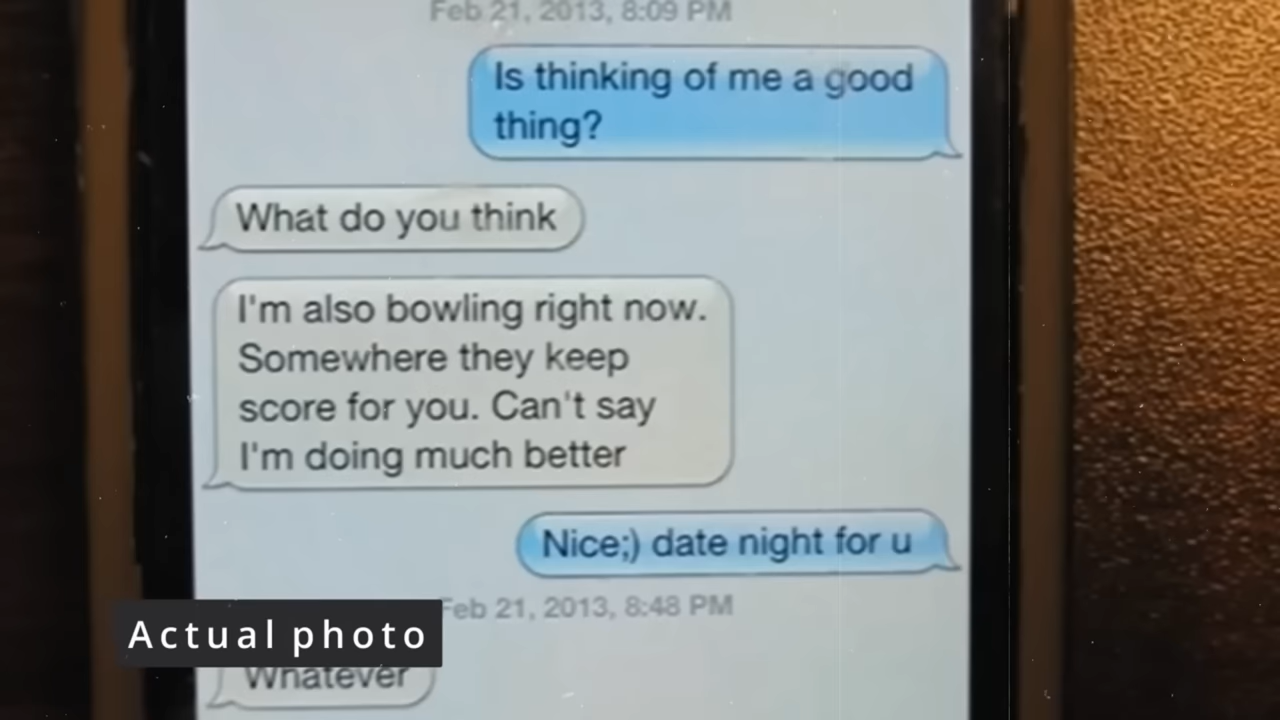 Feb 21, 2013, 8:09 PM
Is thinking of me a good
thing?
What do you think
I'm also bowling right now.
Somewhere they keep
score for you. Can't say
I'm doing much better
Nice;) date night for u
Feb 21, 2013, 8:48 PM
Actual photo
Whatever